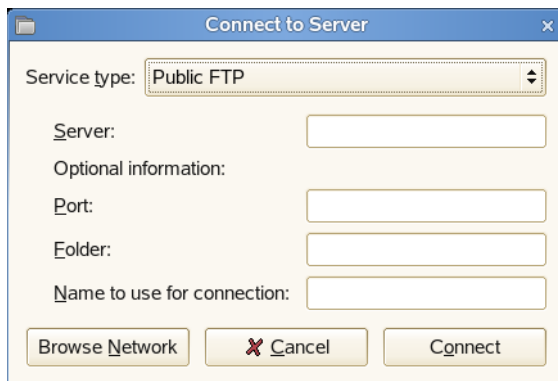 Connect to Server
Service type: Public FTP
Server:
Optional information:
Port:
Folder:
Name to use for connection:
Browse Network Cancel Connect